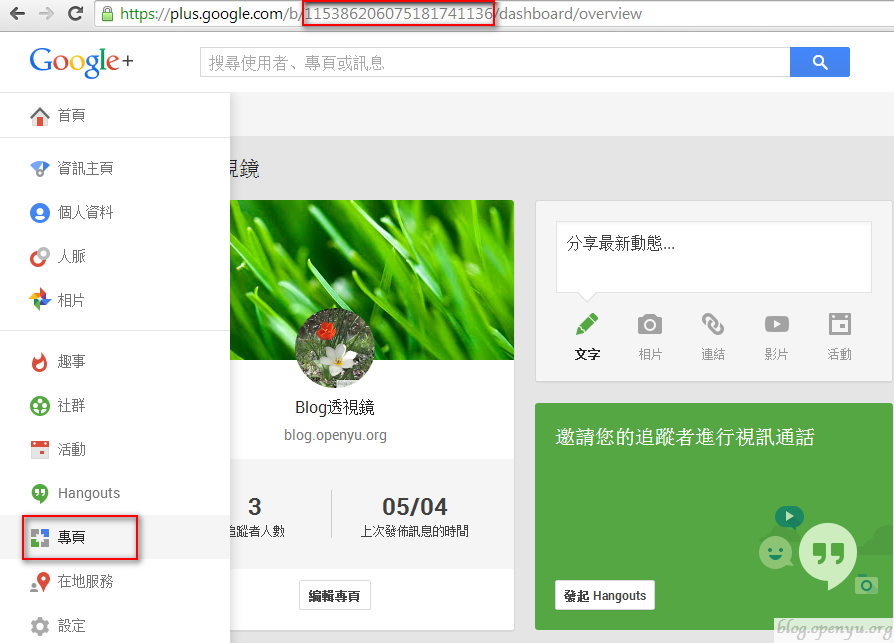 https://plus.google.com/b/115386206075181741136/dashboard/overview
Google+
搜尋使用者、專頁或訊息
首頁
資訊主頁
個人資料
人脈
相片
趣事
社群
活動
Hangouts
專頁
在地服務
設定
視鏡
Blog透視鏡
blog.openyu.org
3
追蹤者人數
05/04
上次發佈訊息的時間
編輯專頁
分享最新動態...
文字
相片
連結
影片
活動
邀請您的追蹤者進行視訊通話
發起 Hangouts
blog.openyu.org